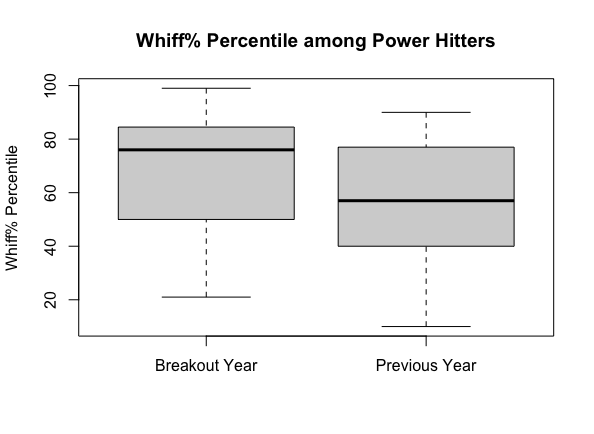 Whiff% Percentile among Power Hitters
Whiff% Percentile
100
80
60
40
20
Breakout Year
Previous Year